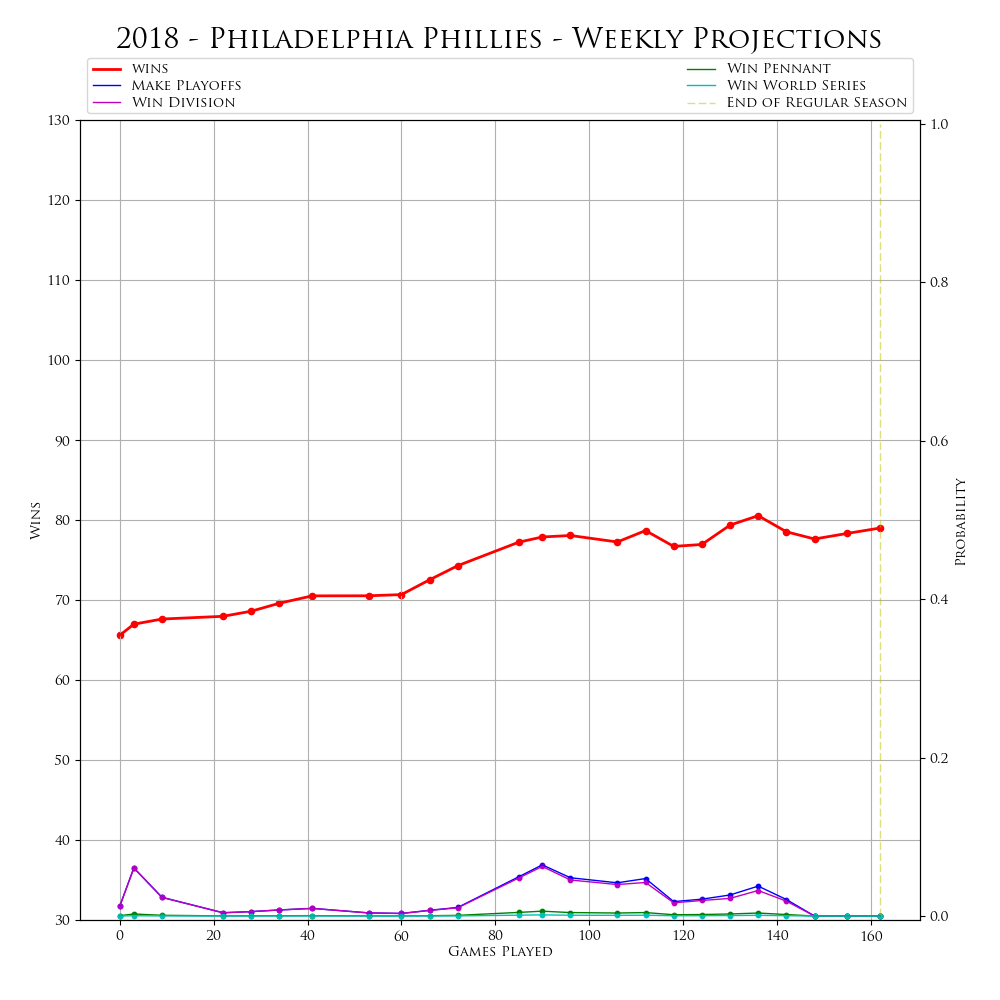 2018 - Philadelphia Phillies - Weekly Projections
wins
Make Playoffs
Win Division
Win Pennant
Win World Series
End of Regular Season
130
120
110
100
90
80
70
60
50
40
30
Wins
1.0
0.8
0.6
0.4
0.2
0.0
Probability
0 20 40 60 80 100 120 140 160
Games Played